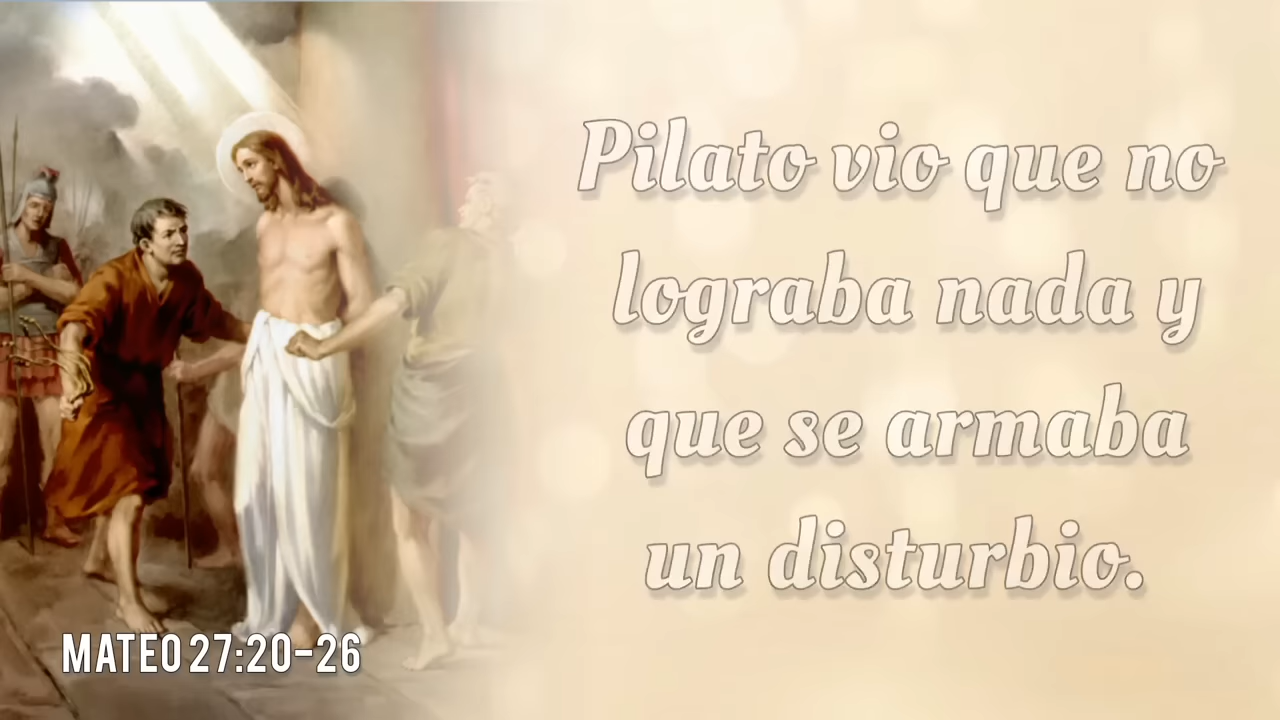 Pilato vio que no
lograba nada y
que se armaba
un disturbio.
MATEO 27:20-26